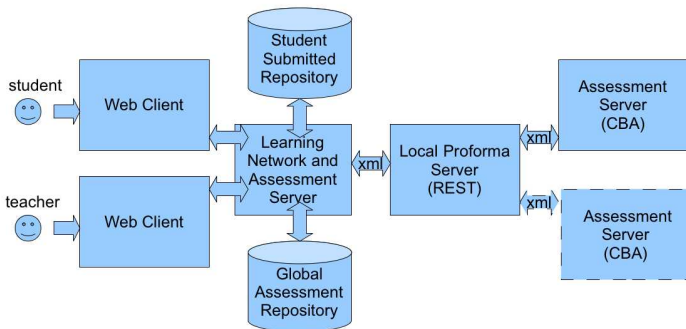 student
Web Client
teacher
Web Client
Student
Submitted
Repository
Learning
Network and
Assessment
Server
Global
Assessment
Repository
xml
Local Proforma
Server
(REST)
xml
xml
Assessment
Server
(CBA)
Assessment
Server
(CBA)